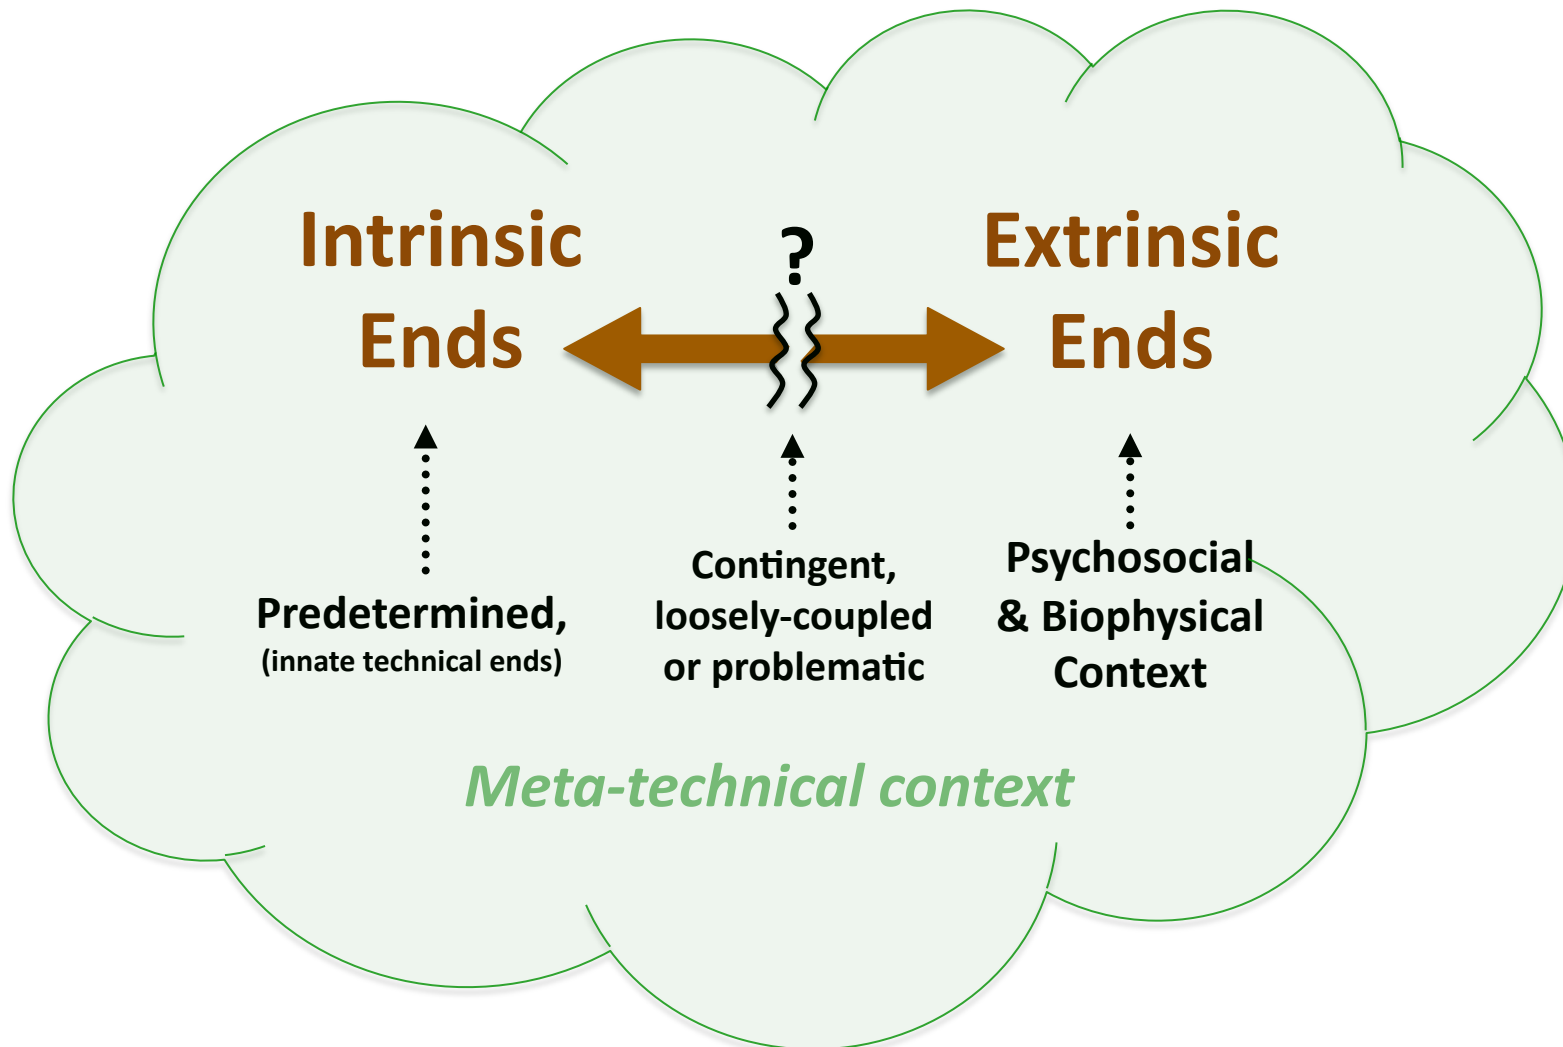 Intrinsic
Ends
?
Extrinsic
Ends
Predetermined,
(innate technical ends)
Contingent,
loosely-coupled
or problematic
Psychosocial
& Biophysical
Context
Meta-technical context